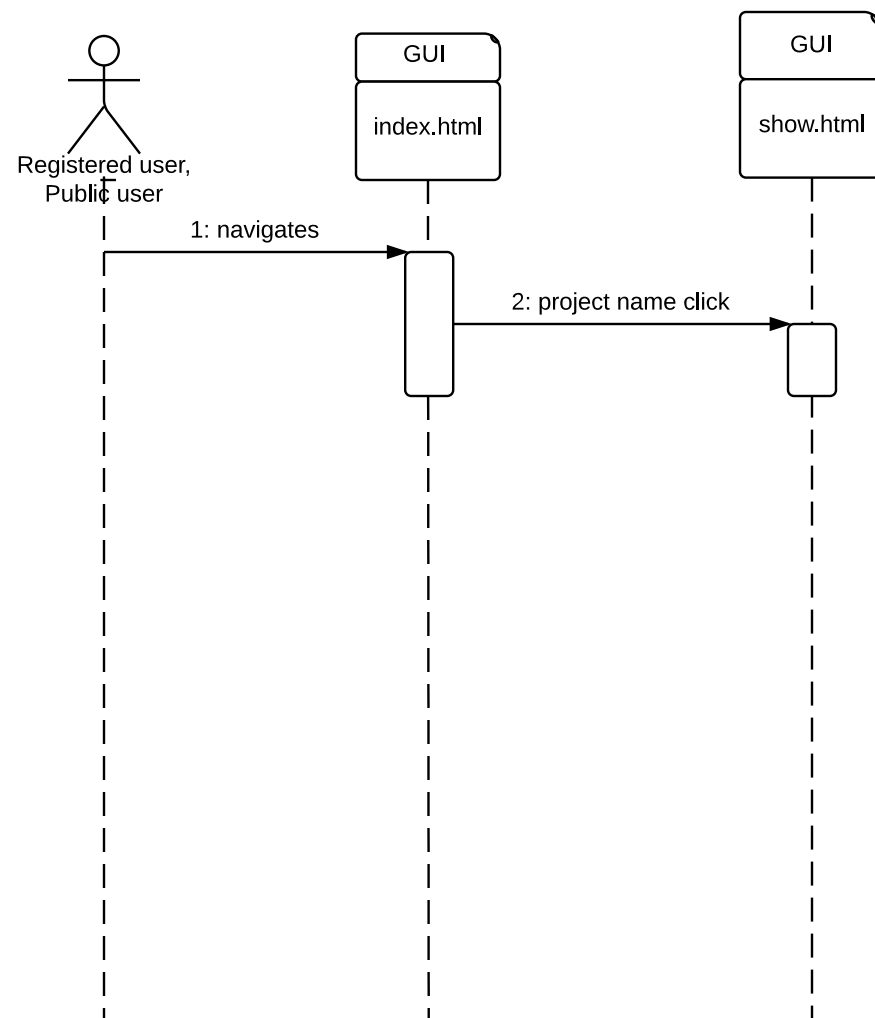 GUI
GUI
index.html
show.html
Registered user,
Public user
1: navigates
2: project name click